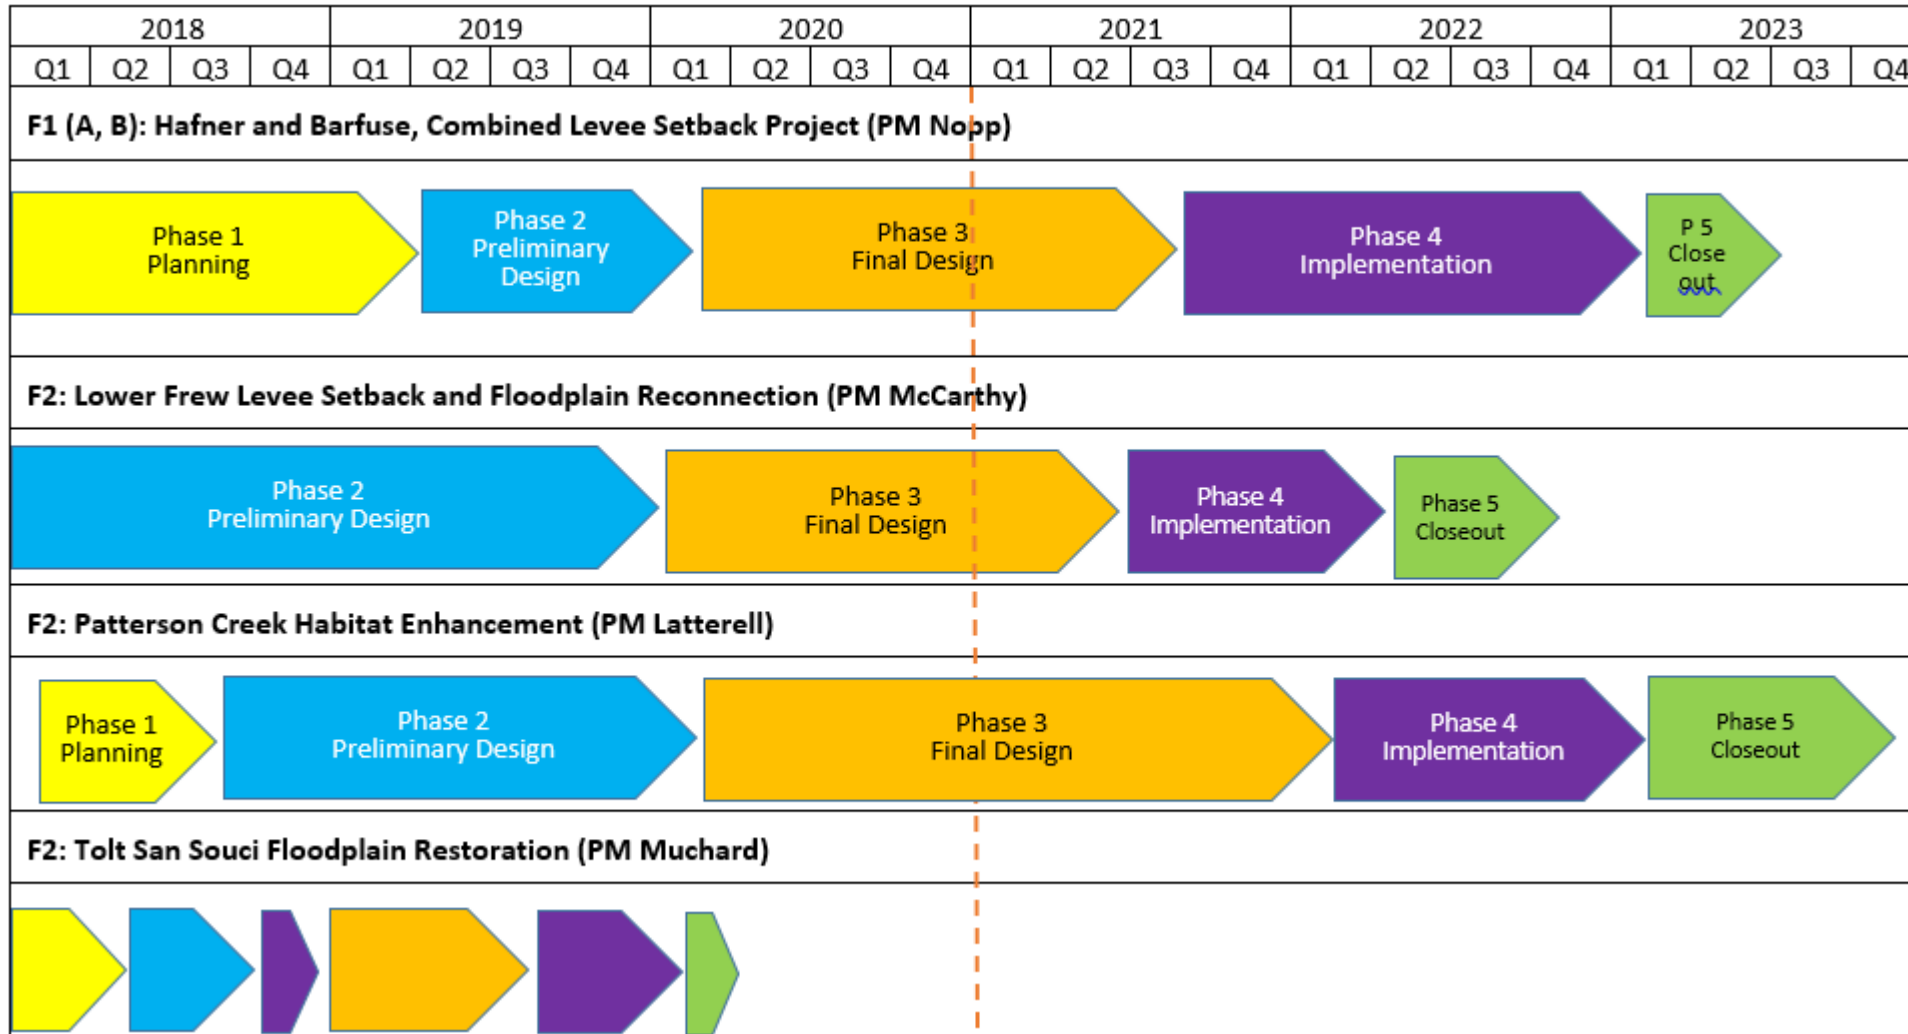 2018 2019 2020 2021 2022 2023
Q1 Q2 Q3 Q4 Q1 Q2 Q3 Q4 Q1 Q2 Q3 Q4 Q1 Q2 Q3 Q4 Q1 Q2 Q3 Q4 Q1 Q2 Q3 Q4
F1 (A, B): Hafner and Barfuse, Combined Levee Setback Project (PM Nopp)
Phase 1
Planning
Phase 2
Preliminary
Design
Phase 3
Final Design
Phase 4
Implementation
P 5
Close
out
F2: Lower Frew Levee Setback and Floodplain Reconnection (PM McCarthy)
Phase 2
Preliminary Design
Phase 3
Final Design
Phase 4
Implementation
Phase 5
Closeout
F2: Patterson Creek Habitat Enhancement (PM Latterell)
Phase 1
Planning
Phase 2
Preliminary Design
Phase 3
Final Design
Phase 4
Implementation
Phase 5
Closeout
F2: Tolt San Souci Floodplain Restoration (PM Muchard)